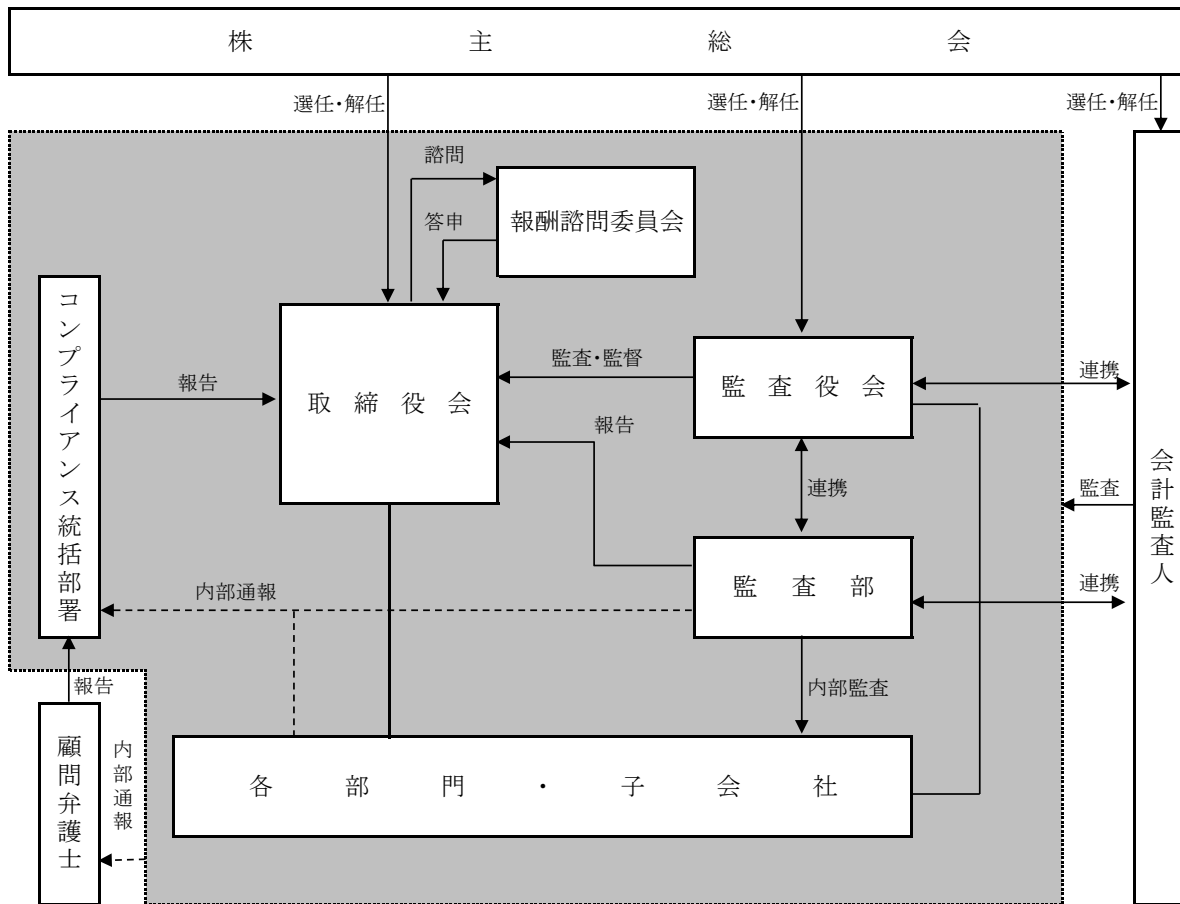 株主総会
選任・解任
選任・解任
選任・解任
諮問
報酬諮問委員会
答申
コンプライアンス統括部署
報告
取締役会
監査・監督
監査役会
連携
報告
連携
会計監査人
監査
内部通報
監査部
連携
報告
内部監査
顧問弁護士
内部通報
各部門・子会社